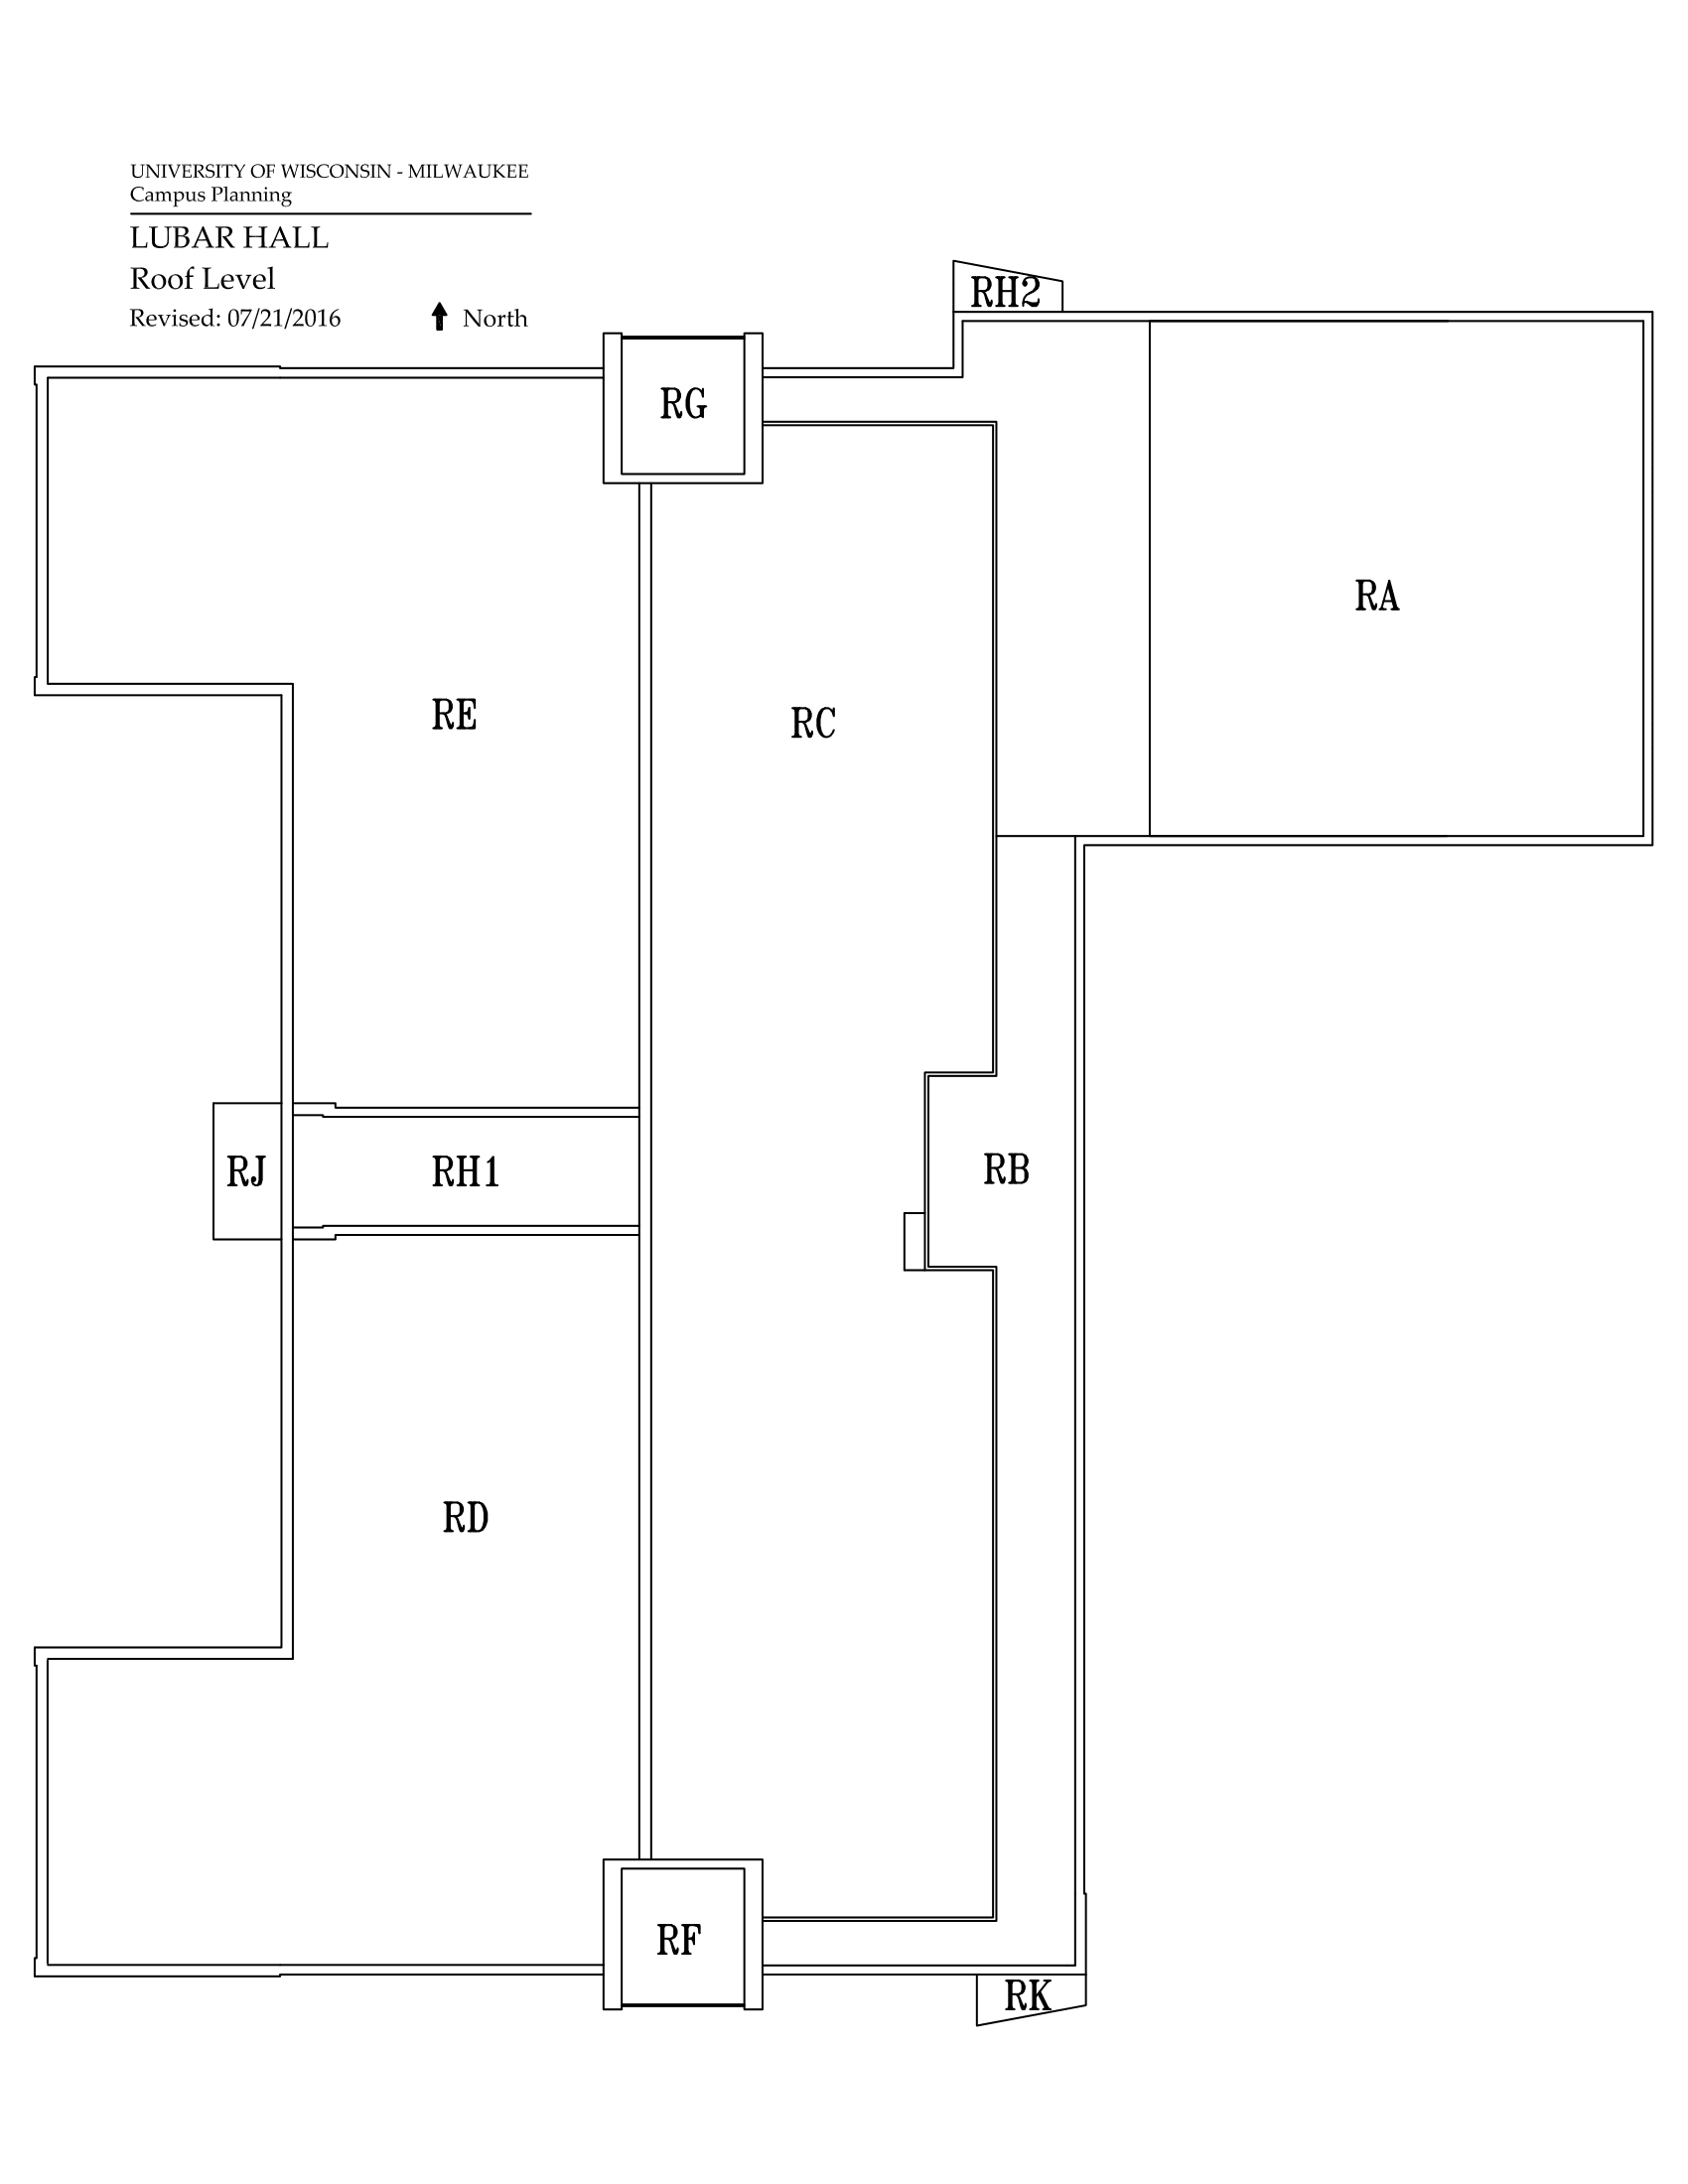 UNIVERSITY OF WISCONSIN - MILWAUKEE
Campus Planning
LUBAR HALL
Roof Level
Revised: 07/21/2016 North
RH2
RG
RA
RE
RC
RJ
RH1
RB
RD
RF
RK